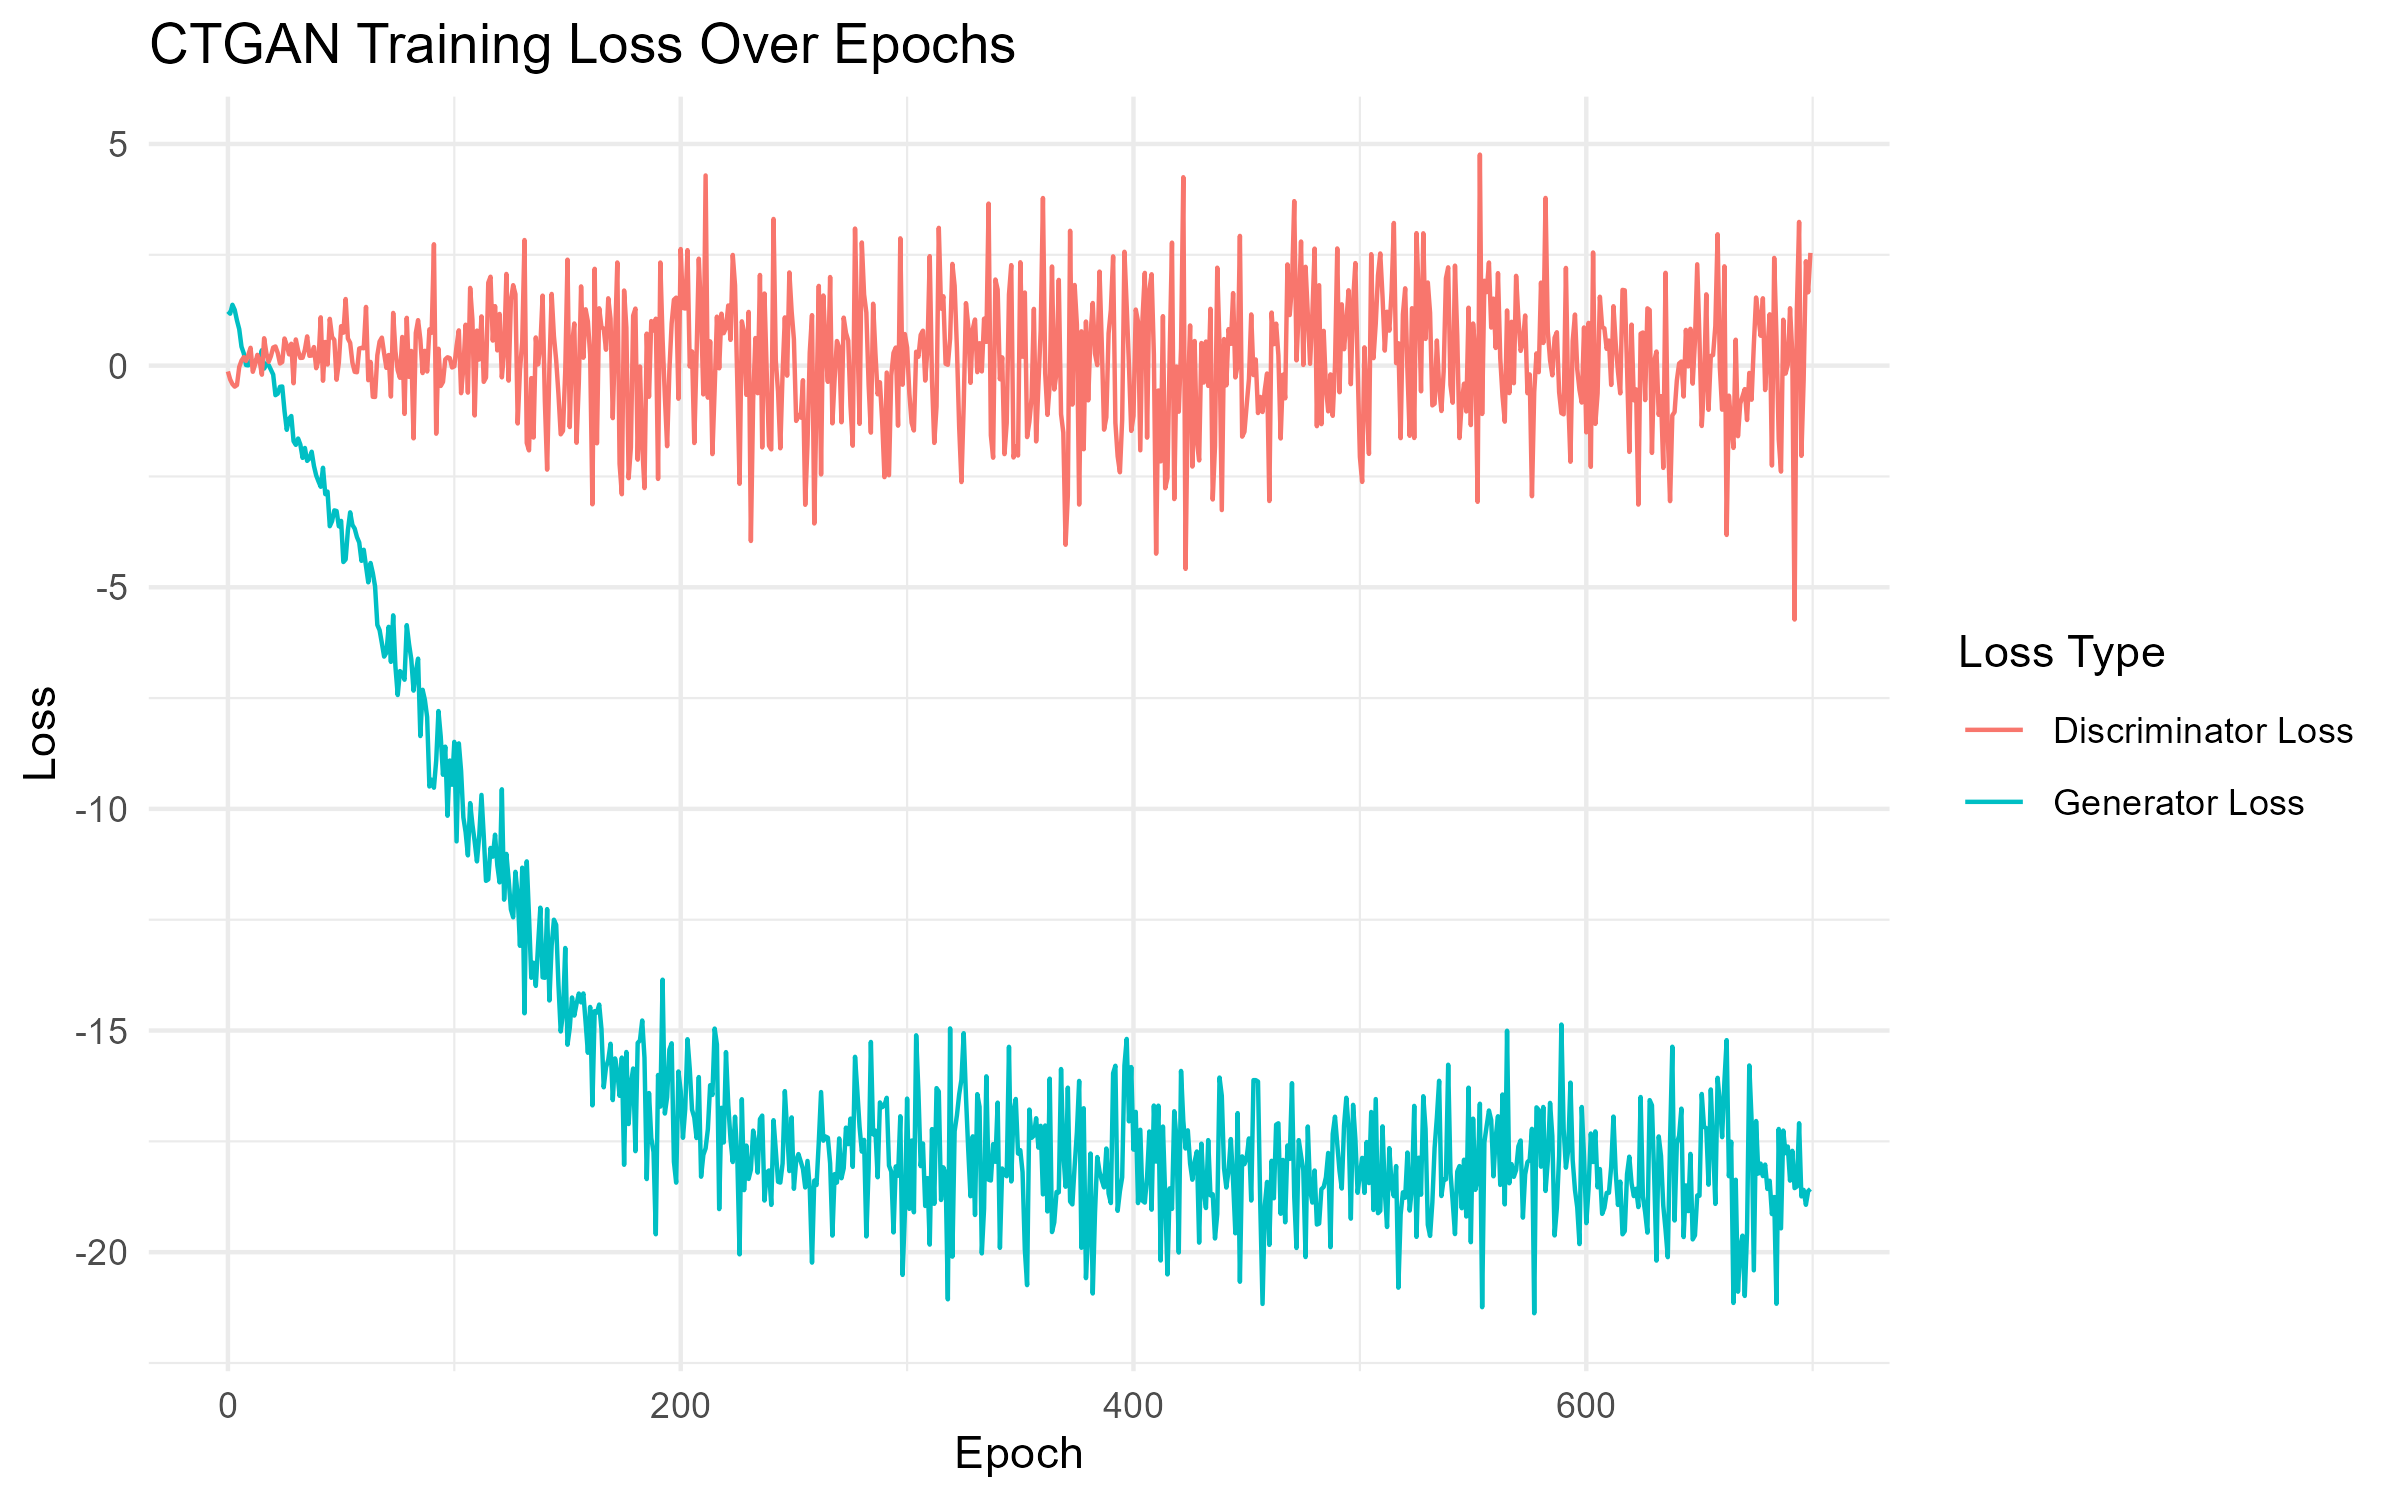 CTGAN Training Loss Over Epochs
5
0
-5
-10
-15
-20
Loss
0 200 400 600
Epoch
Loss Type
Discriminator Loss
Generator Loss